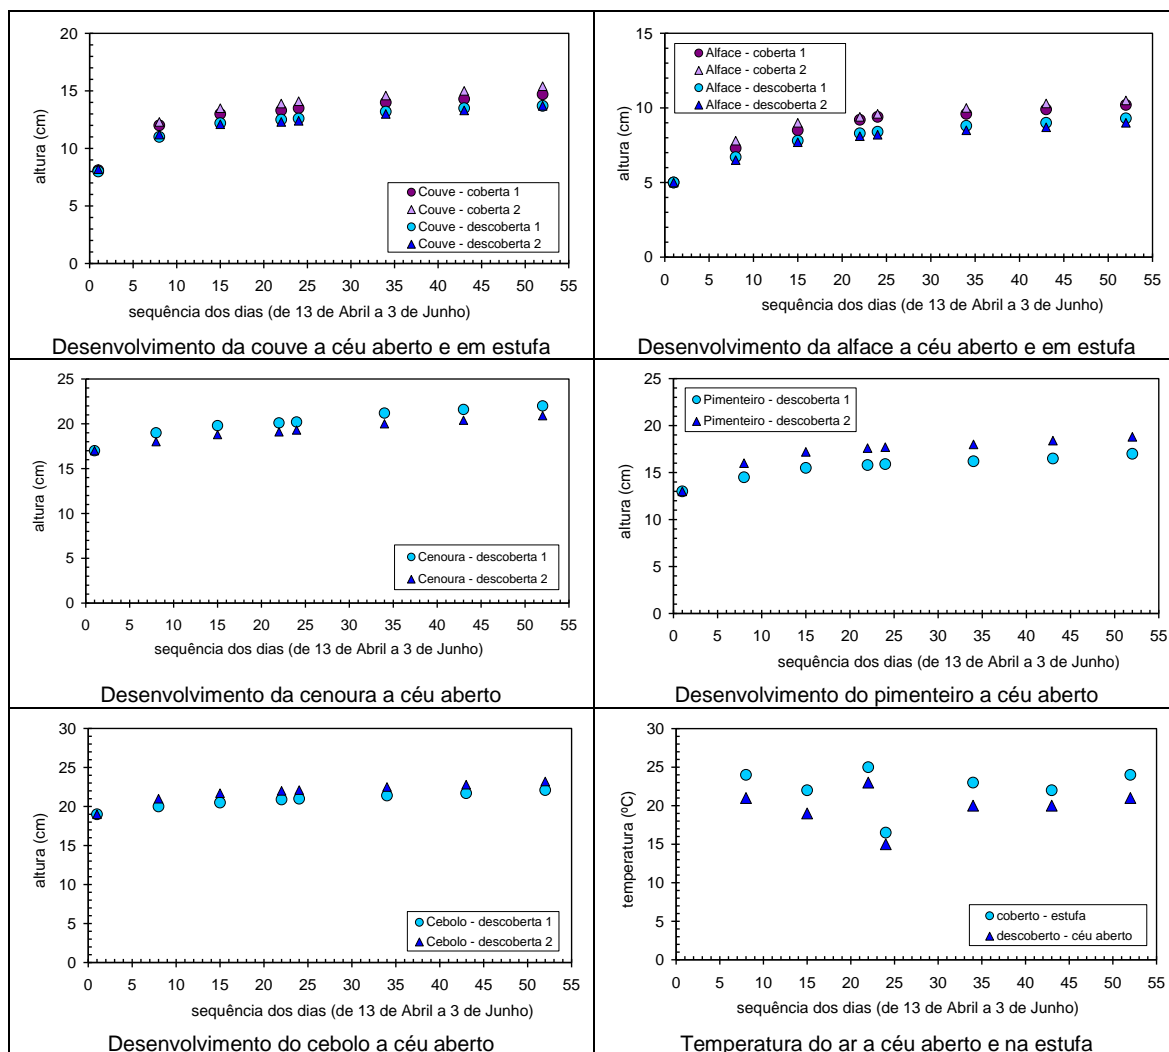 20
15
10
5
0
altura (cm)
Couve - coberta 1
Couve - coberta 2
Couve - descoberta 1
Couve - descoberta 2
0 5 10 15 20 25 30 35 40 45 50 55
sequência dos dias (de 13 de Abril a 3 de Junho)
Desenvolvimento da couve a céu aberto e em estufa
15
10
5
0
altura (cm)
Alface - coberta 1
Alface - coberta 2
Alface - descoberta 1
Alface - descoberta 2
0 5 10 15 20 25 30 35 40 45 50 55
sequência dos dias (de 13 de Abril a 3 de Junho)
Desenvolvimento da alface a céu aberto e em estufa
25
20
15
10
5
0
altura (cm)
Cenoura - descoberta 1
Cenoura - descoberta 2
0 5 10 15 20 25 30 35 40 45 50 55
sequência dos dias (de 13 de Abril a 3 de Junho)
Desenvolvimento da cenoura a céu aberto
25
20
15
10
5
0
altura (cm)
Pimenteiro - descoberta 1
Pimenteiro - descoberta 2
0 5 10 15 20 25 30 35 40 45 50 55
sequência dos dias (de 13 de Abril a 3 de Junho)
Desenvolvimento do pimenteiro a céu aberto
30
25
20
15
10
5
0
altura (cm)
Cebolo - descoberta 1
Cebolo - descoberta 2
0 5 10 15 20 25 30 35 40 45 50 55
sequência dos dias (de 13 de Abril a 3 de Junho)
Desenvolvimento do cebolo a céu aberto
30
25
20
15
10
5
0
temperatura (ºC)
coberto - estufa
descoberto - céu aberto
0 5 10 15 20 25 30 35 40 45 50 55
sequência dos dias (de 13 de Abril a 3 de Junho)
Temperatura do ar a céu aberto e na estufa